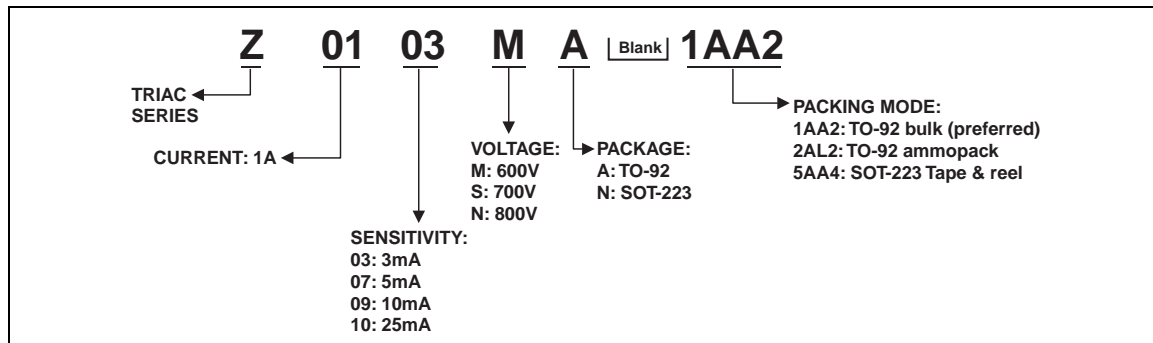 Z 01 03 M A Blank 1AA2
TRIAC
SERIES
CURRENT: 1A
SENSITIVITY:
03: 3mA
07: 5mA
09: 10mA
10: 25mA
VOLTAGE:
M: 600V
S: 700V
N: 800V
PACKAGE:
A: TO-92
N: SOT-223
PACKING MODE:
1AA2: TO-92 bulk (preferred)
2AL2: TO-92 ammopack
5AA4: SOT-223 Tape & reel